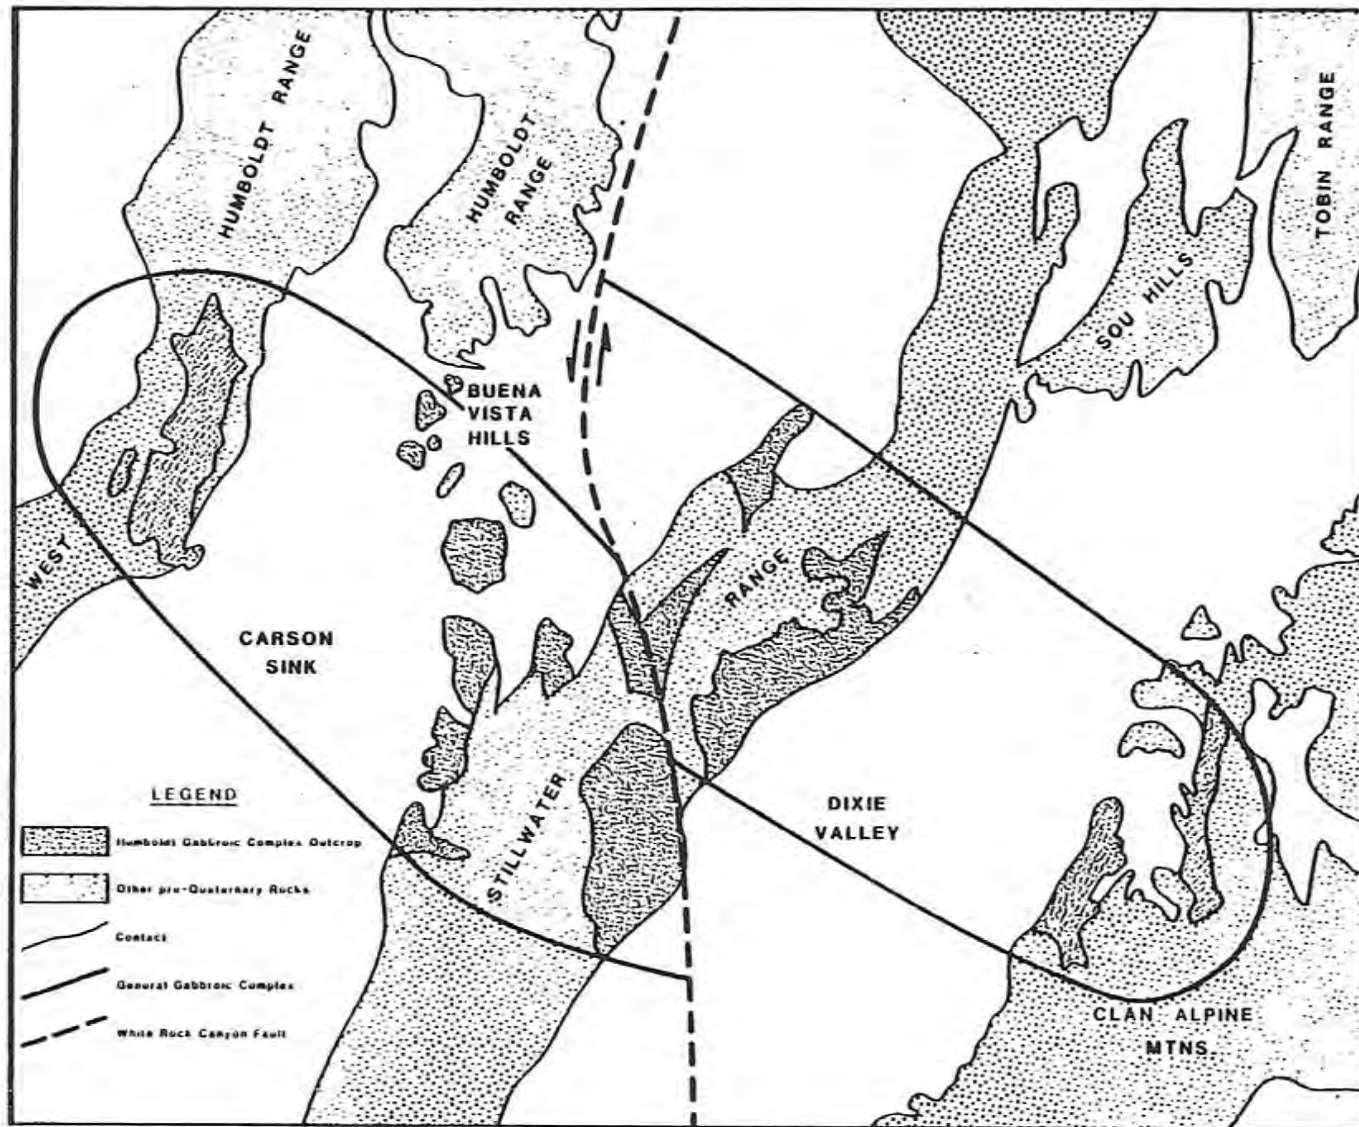 HUMBOLDT RANGE
HUMBOLDT
RANGE
TOBIN RANGE
SOU HILLS
BUENA
VISTA
HILLS
WEST
RANGE
CARSON
SINK
STILLWATER
DIXIE
VALLEY
LEGEND
Humboldt Gabbroic Complex Outcrop
Other pre-Quaternary Rocks
Contact
General Gabbroic Complex
White Rock Canyon Fault
CLAN ALPINE
MTNS.